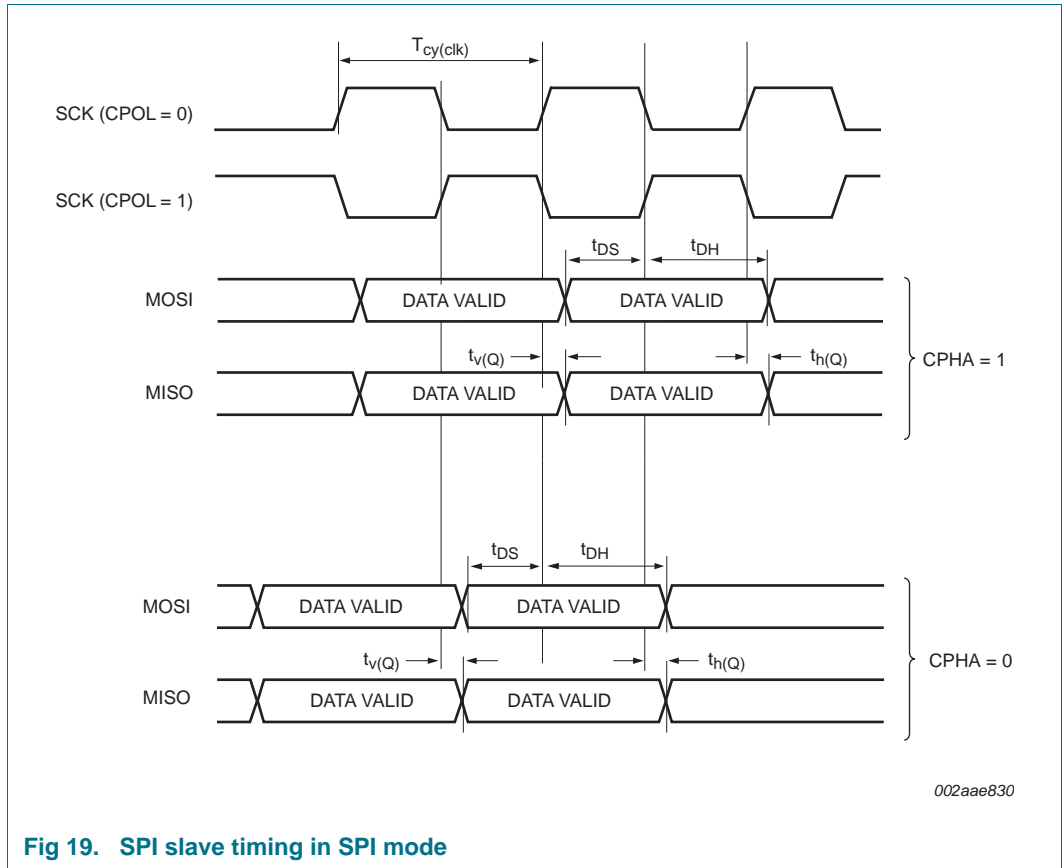 Tcy(clk)
SCK (CPOL = 0)
SCK (CPOL = 1)
tDS tDH
MOSI DATA VALID DATA VALID
tv(Q) th(Q)
CPHA = 1
MISO DATA VALID DATA VALID
tDS tDH
MOSI DATA VALID DATA VALID
tv(Q) th(Q)
CPHA = 0
MISO DATA VALID DATA VALID
002aae830
Fig 19. SPI slave timing in SPI mode